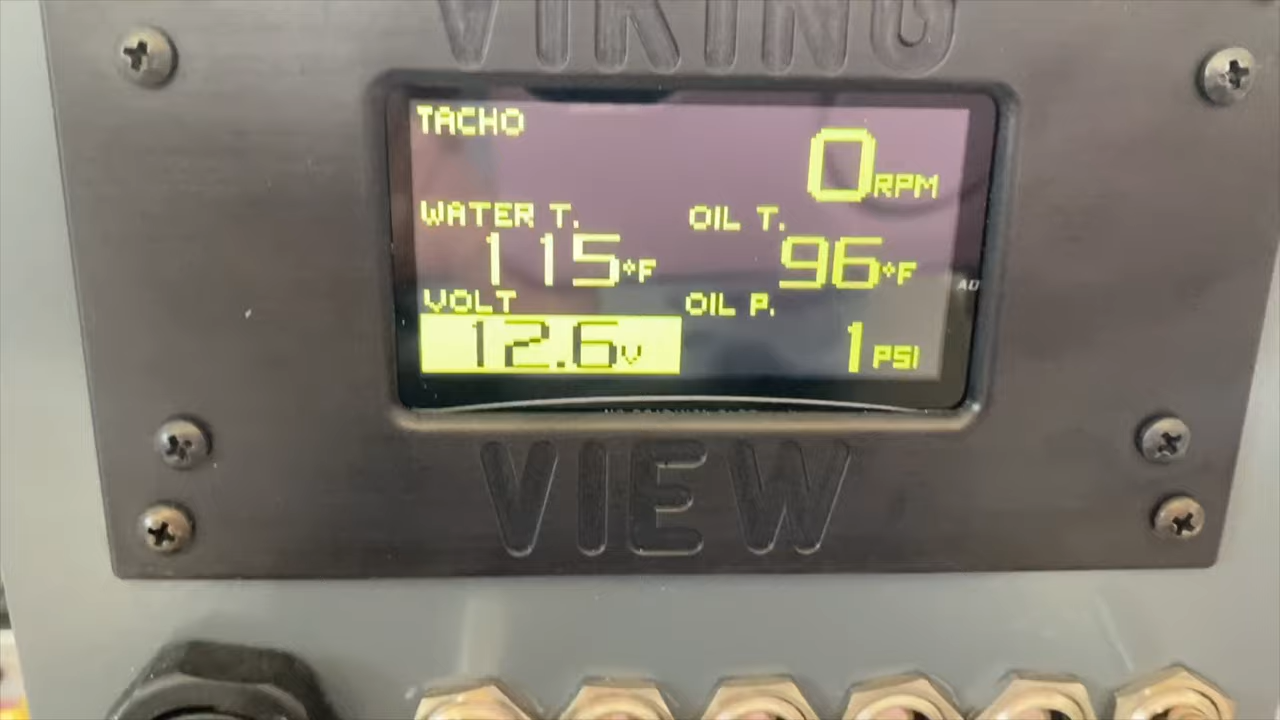 VIKING
TACHO
0RPM
WATER T. OIL T.
115°F 96°F
VOLT OIL P.
12.6V 1PSI
VIEW